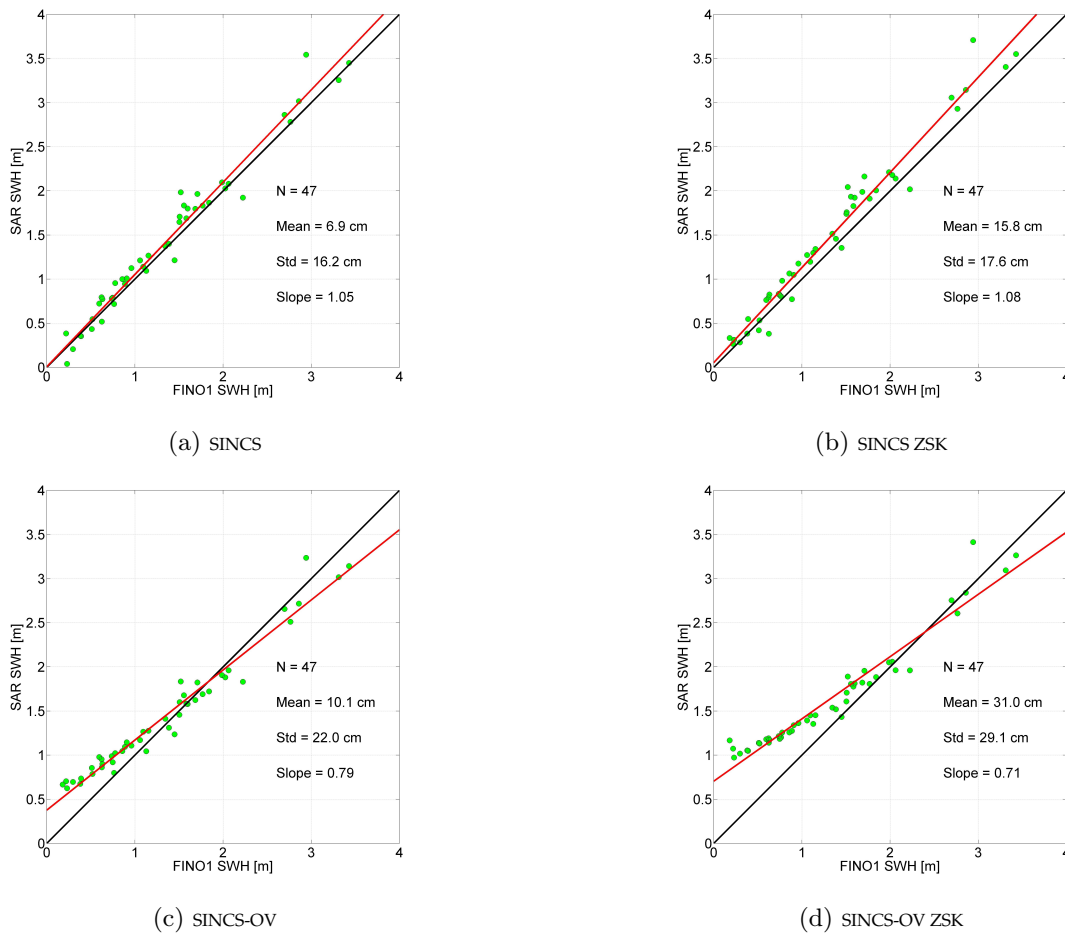 4
3.5
3
2.5
2
1.5
1
0.5
0
SAR SWH [m]
N = 47
Mean = 6.9 cm
Std = 16.2 cm
Slope = 1.05
1 2 3 4
FINO1 SWH [m]
(a) SINCS
4
3.5
3
2.5
2
1.5
1
0.5
0
SAR SWH [m]
N = 47
Mean = 15.8 cm
Std = 17.6 cm
Slope = 1.08
0 1 2 3 4
FINO1 SWH [m]
(b) SINCS ZSK
4
3.5
3
2.5
2
1.5
1
0.5
0
SAR SWH [m]
N = 47
Mean = 10.1 cm
Std = 22.0 cm
Slope = 0.79
0 1 2 3 4
FINO1 SWH [m]
(c) SINCS-OV
4
3.5
3
2.5
2
1.5
1
0.5
0
SAR SWH [m]
N = 47
Mean = 31.0 cm
Std = 29.1 cm
Slope = 0.71
0 1 2 3 4
FINO1 SWH [m]
(d) SINCS-OV ZSK